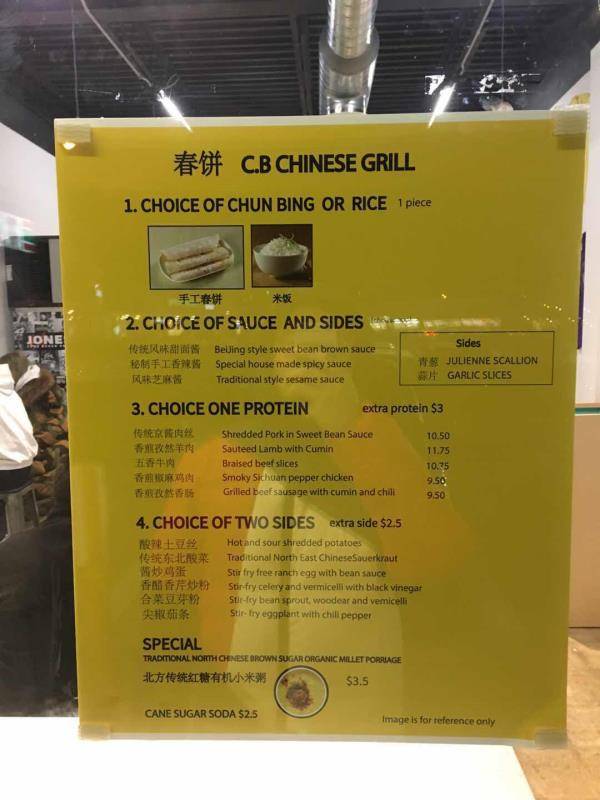 春饼 C.B CHINESE GRILL
1. CHOICE OF CHUN BING OR RICE 1 piece
手工春饼 米饭
2. CHOICE OF SAUCE AND SIDES
传统风味甜面酱 BeiJing style sweet bean brown sauce
秘制手工香辣酱 Special house made spicy sauce
风味芝麻酱 Traditional style sesame sauce
Sides
青葱 JULIENNE SCALLION
蒜片 GARLIC SLICES
3. CHOICE ONE PROTEIN extra protein $3
传统京酱肉丝 Shredded Pork in Sweet Bean Sauce 10.50
香煎孜然羊肉 Sauteed Lamb with Cumin 11.75
五香牛肉 Braised beef slices 10.75
香煎椒麻鸡肉 Smoky Sichuan pepper chicken 9.50
香煎孜然香肠 Grilled beef sausage with cumin and chili 9.50
4. CHOICE OF TWO SIDES extra side $2.5
酸辣土豆丝 Hot and sour shredded potatoes
传统东北酸菜 Traditional North East ChineseSauerkraut
酱炒鸡蛋 Stir fry free ranch egg with bean sauce
香醋香芹炒粉 Stir-fry celery and vermicelli with black vinegar
合菜豆芽粉 Stir-fry bean sprout, woodear and vemicelli
尖椒茄条 Stir- fry eggplant with chili pepper
SPECIAL
TRADITIONAL NORTH CHINESE BROWN SUGAR ORGANIC MILLET PORRIAGE
北方传统红糖有机小米粥 $3.5
CANE SUGAR SODA $2.5
Image is for reference only
JONE